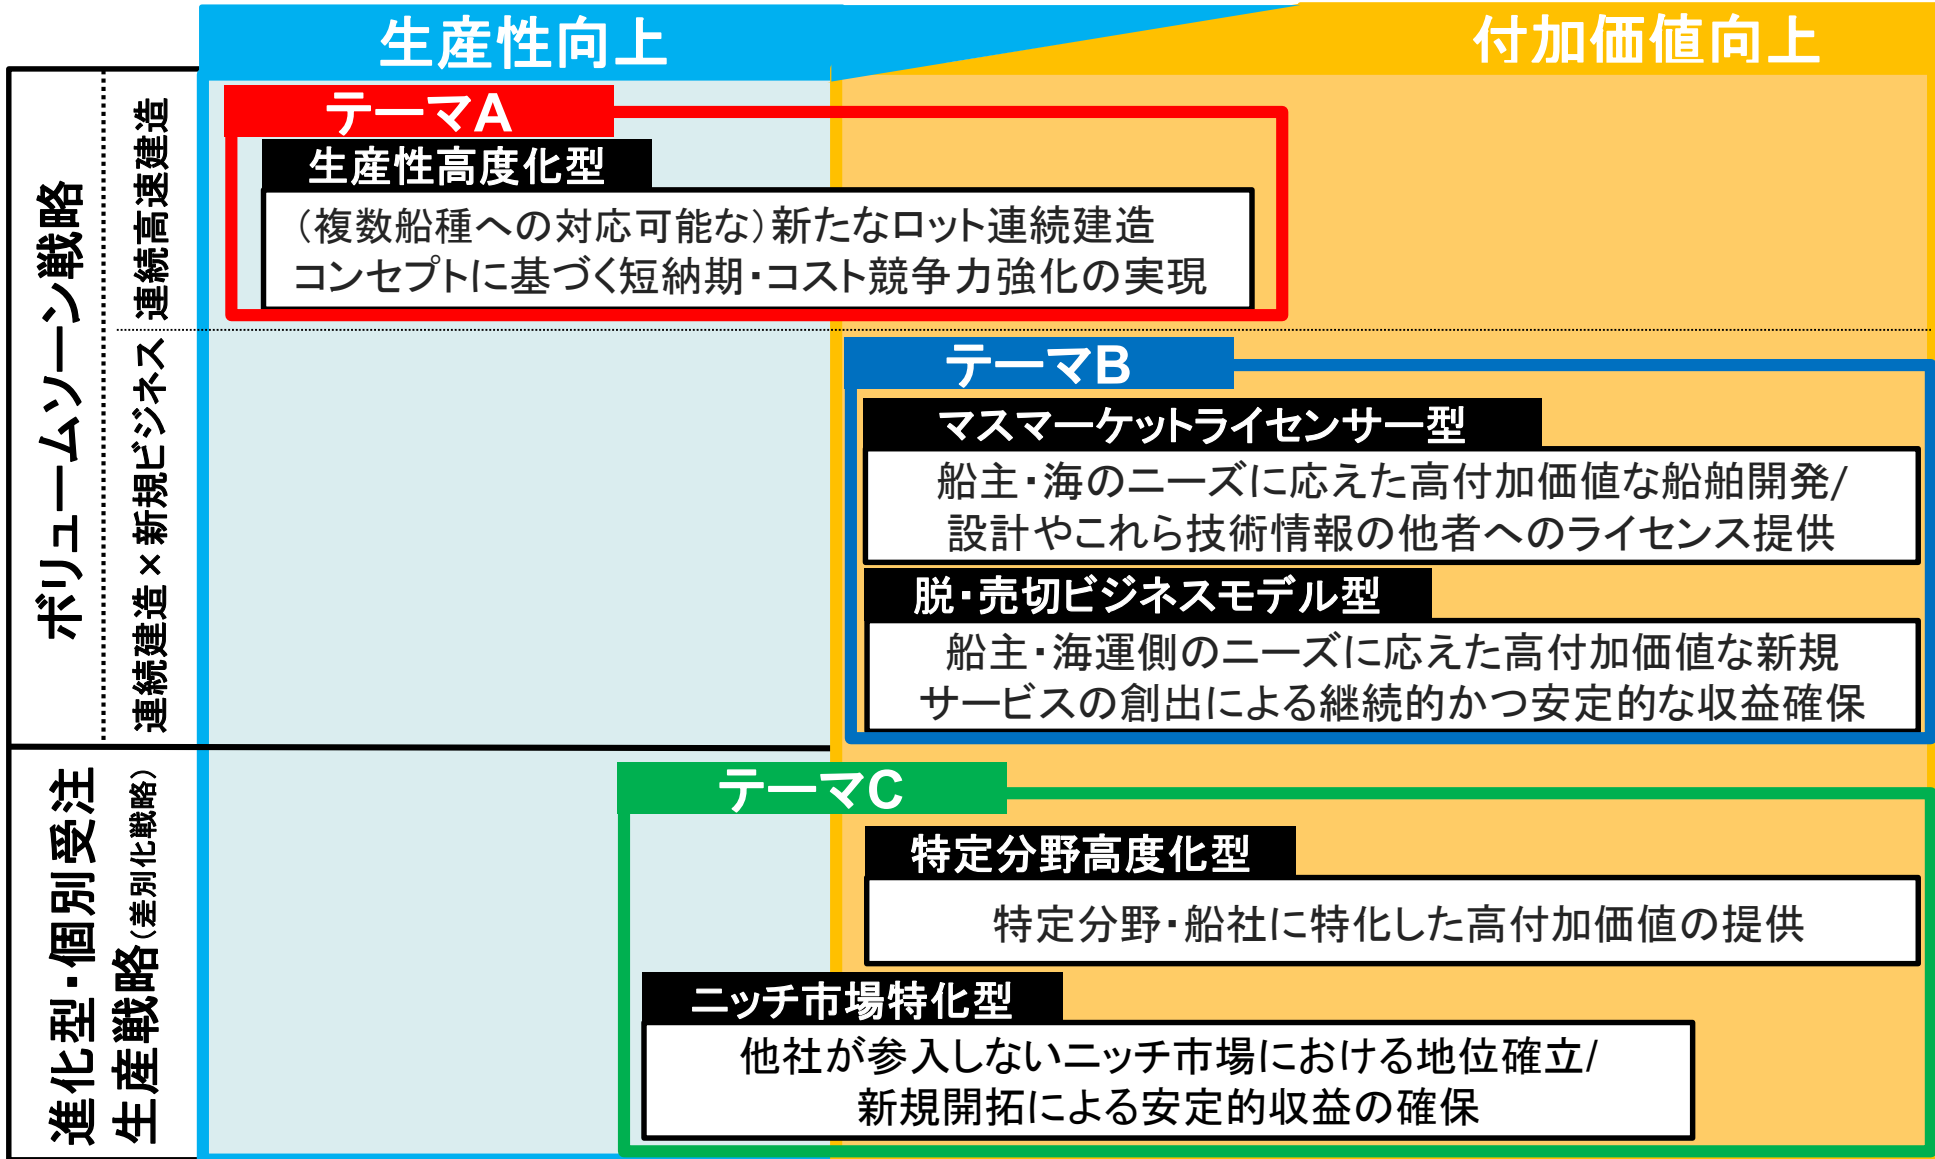 生産性向上
付加価値向上
ボリュームソーン戦略
連続高速建造
テーマA
生産性高度化型
(複数船種への対応可能な)新たなロット連続建造
コンセプトに基づく短納期・コスト競争力強化の実現
連続建造×新規ビジネス
テーマB
マスマーケットライセンサー型
船主・海のニーズに応えた高付加価値な船舶開発/
設計やこれら技術情報の他者へのライセンス提供
脱・売切ビジネスモデル型
船主・海運側のニーズに応えた高付加価値な新規
サービスの創出による継続的かつ安定的な収益確保
進化型・個別受注
生産戦略(差別化戦略)
テーマC
特定分野高度化型
特定分野・船社に特化した高付加価値の提供
ニッチ市場特化型
他社が参入しないニッチ市場における地位確立/
新規開拓による安定的収益の確保